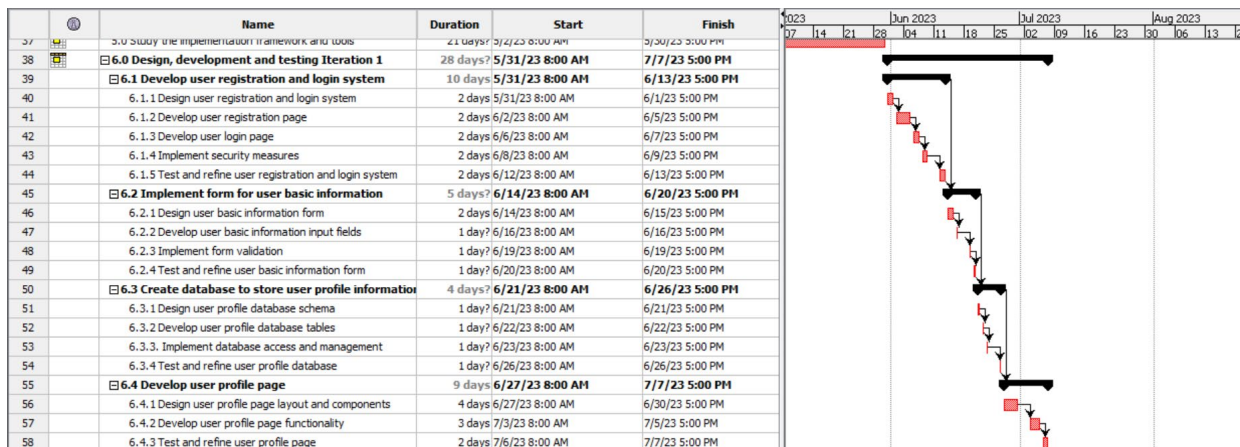 Name Duration Start Finish
023 Jun 2023 Jul 2023 Aug 2023
07 14 21 28 04 11 18 25 02 09 16 23 30 06 13
37 5.0 Study the implementation framework and tools 21 days? 5/2/23 8:00 AM 5/30/23 5:00 PM
38 6.0 Design, development and testing Iteration 1 28 days? 5/31/23 8:00 AM 7/7/23 5:00 PM
39 6.1 Develop user registration and login system 10 days 5/31/23 8:00 AM 6/13/23 5:00 PM
40 6.1.1 Design user registration and login system 2 days 5/31/23 8:00 AM 6/1/23 5:00 PM
41 6.1.2 Develop user registration page 2 days 6/2/23 8:00 AM 6/5/23 5:00 PM
42 6.1.3 Develop user login page 2 days 6/6/23 8:00 AM 6/7/23 5:00 PM
43 6.1.4 Implement security measures 2 days 6/8/23 8:00 AM 6/9/23 5:00 PM
44 6.1.5 Test and refine user registration and login system 2 days 6/12/23 8:00 AM 6/13/23 5:00 PM
45 6.2 Implement form for user basic information 5 days? 6/14/23 8:00 AM 6/20/23 5:00 PM
46 6.2.1 Design user basic information form 2 days 6/14/23 8:00 AM 6/15/23 5:00 PM
47 6.2.2 Develop user basic information input fields 1 day? 6/16/23 8:00 AM 6/16/23 5:00 PM
48 6.2.3 Implement form validation 1 day? 6/19/23 8:00 AM 6/19/23 5:00 PM
49 6.2.4 Test and refine user basic information form 1 day? 6/20/23 8:00 AM 6/20/23 5:00 PM
50 6.3 Create database to store user profile information 4 days? 6/21/23 8:00 AM 6/26/23 5:00 PM
51 6.3.1 Design user profile database schema 1 day? 6/21/23 8:00 AM 6/21/23 5:00 PM
52 6.3.2 Develop user profile database tables 1 day? 6/22/23 8:00 AM 6/22/23 5:00 PM
53 6.3.3. Implement database access and management 1 day? 6/23/23 8:00 AM 6/23/23 5:00 PM
54 6.3.4 Test and refine user profile database 1 day? 6/26/23 8:00 AM 6/26/23 5:00 PM
55 6.4 Develop user profile page 9 days 6/27/23 8:00 AM 7/7/23 5:00 PM
56 6.4.1 Design user profile page layout and components 4 days 6/27/23 8:00 AM 6/30/23 5:00 PM
57 6.4.2 Develop user profile page functionality 3 days 7/3/23 8:00 AM 7/5/23 5:00 PM
58 6.4.3 Test and refine user profile page 2 days 7/6/23 8:00 AM 7/7/23 5:00 PM